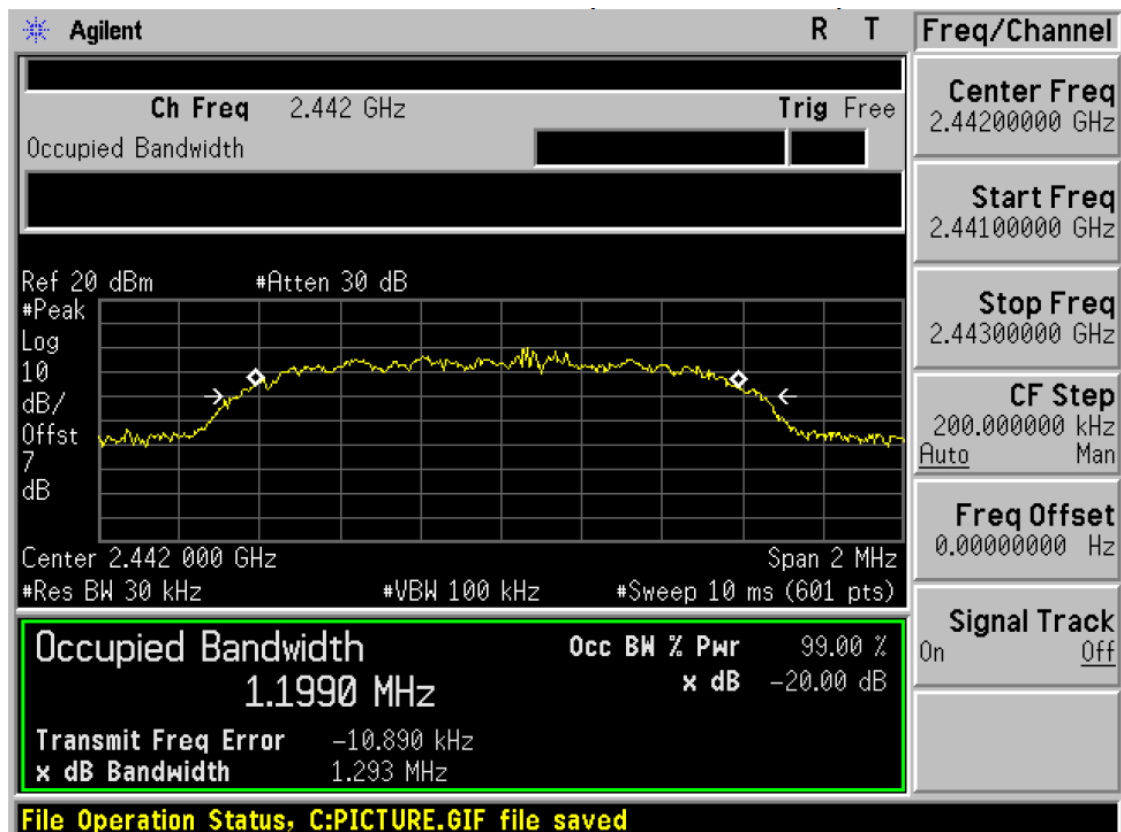 Agilent R T Freq/Channel
Ch Freq 2.442 GHz Trig Free
Occupied Bandwidth
Center Freq
2.44200000 GHz
Start Freq
2.44100000 GHz
Stop Freq
2.44300000 GHz
CF Step
200.000000 kHz
Auto Man
Freq Offset
0.00000000 Hz
Signal Track
On Off
Ref 20 dBm #Atten 30 dB
#Peak
Log
10
dB/
Offst
7
dB
Center 2.442 000 GHz Span 2 MHz
#Res BW 30 kHz #VBW 100 kHz #Sweep 10 ms (601 pts)
Occupied Bandwidth Occ BW % Pwr 99.00 %
1.1990 MHz x dB -20.00 dB
Transmit Freq Error -10.890 kHz
x dB Bandwidth 1.293 MHz
File Operation Status, C:PICTURE.GIF file saved